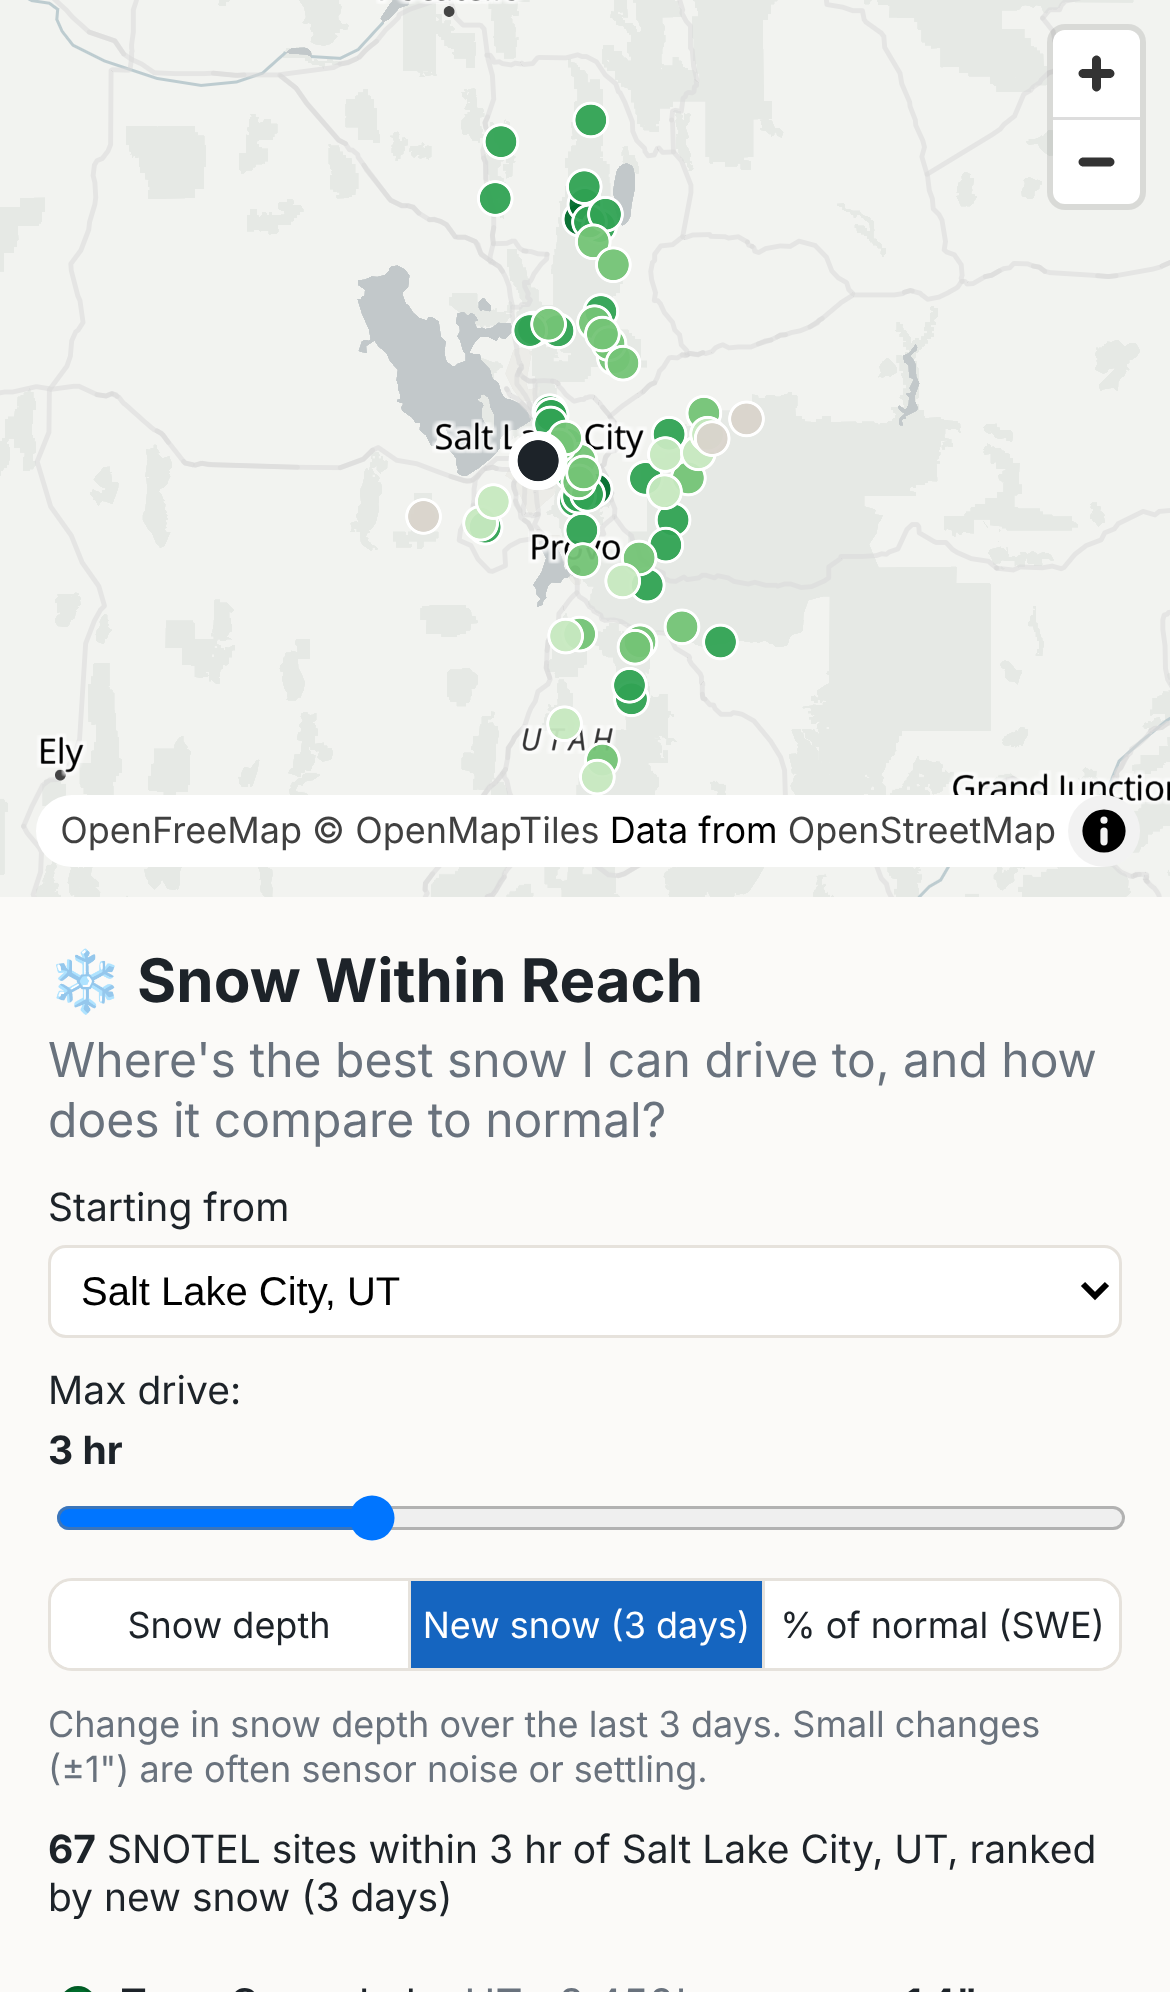 Salt L City
Provo
UTAH
Ely
Grand Junction
OpenFreeMap © OpenMapTiles Data from OpenStreetMap
Snow Within Reach
Where's the best snow I can drive to, and how
does it compare to normal?
Starting from
Salt Lake City, UT
Max drive:
3 hr
Snow depth New snow (3 days) % of normal (SWE)
Change in snow depth over the last 3 days. Small changes
(±1") are often sensor noise or settling.
67 SNOTEL sites within 3 hr of Salt Lake City, UT, ranked
by new snow (3 days)